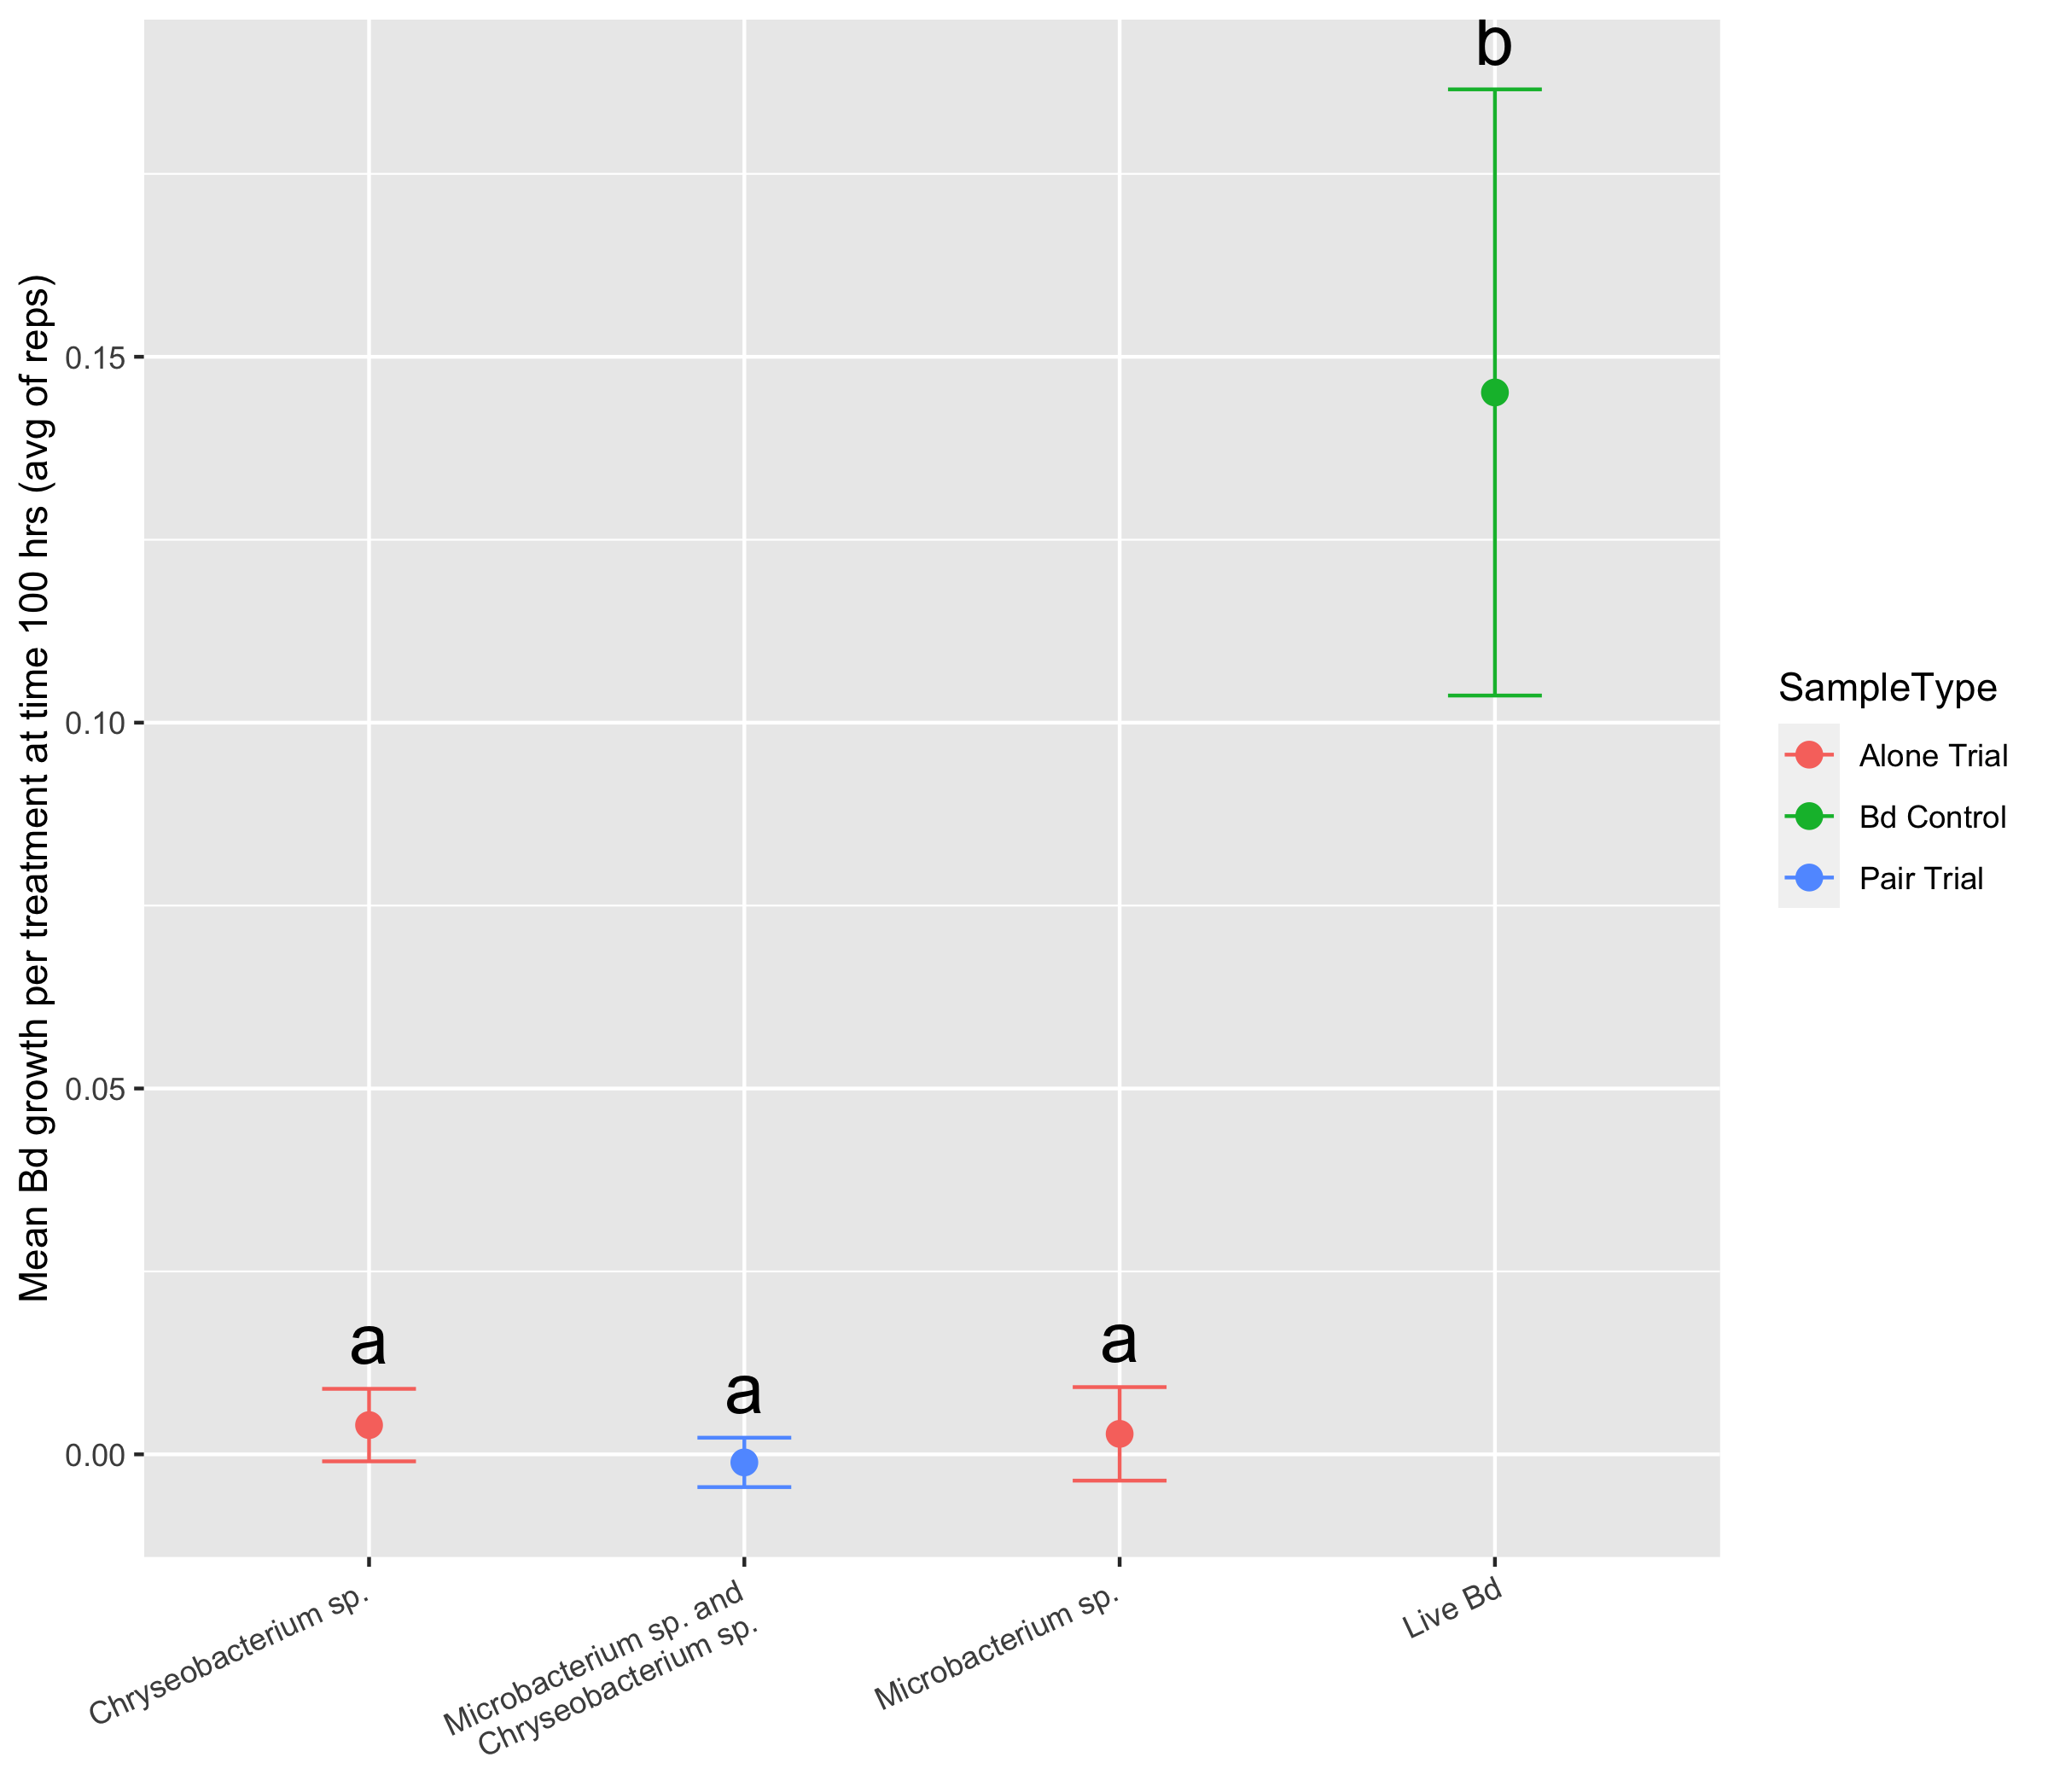 Mean Bd growth per treatment at time 100 hrs (avg of reps)
0.15
0.10
0.05
0.00
a
a
a
b
Chryseobacterium sp.
Microbacterium sp. and
Chryseobacterium sp.
Microbacterium sp.
Live Bd
SampleType
Alone Trial
Bd Control
Pair Trial